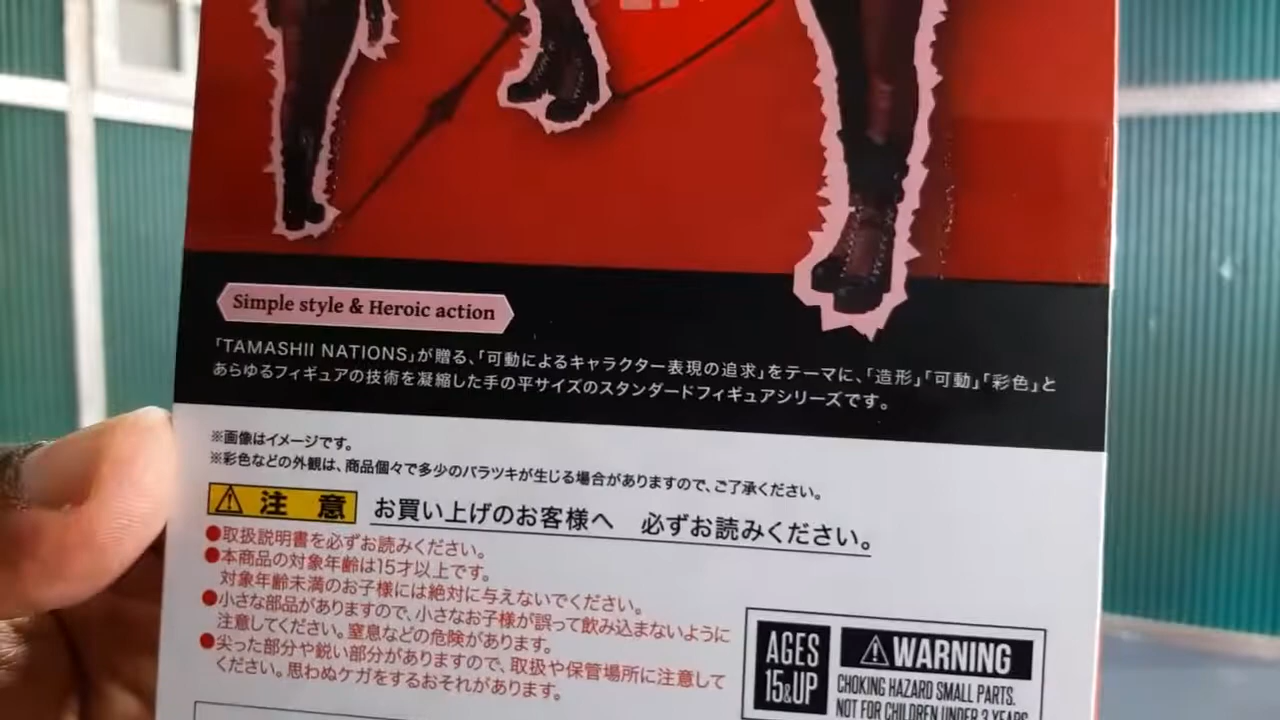 Simple style & Heroic action
「TAMASHII NATIONS」が贈る、「可動によるキャラクター表現の追求」をテーマに、「造形」「可動」「彩色」と
あらゆるフィギュアの技術を凝縮した手の平サイズのスタンダードフィギュアシリーズです。
※画像はイメージです。
※彩色などの外観は、商品個々で多少のバラツキが生じる場合がありますので、ご了承ください。
注 意 お買い上げのお客様へ 必ずお読みください。
●取扱説明書を必ずお読みください。
●本商品の対象年齢は15才以上です。
対象年齢未満のお子様には絶対に与えないでください。
●小さな部品がありますので、小さなお子様が誤って飲み込まないように
注意してください。窒息などの危険があります。
●尖った部分や鋭い部分がありますので、取扱や保管場所に注意して
ください。思わぬケガをするおそれがあります。
AGES
15&UP
WARNING
CHOKING HAZARD SMALL PARTS.
NOT FOR CHILDREN UNDER 3 YEARS